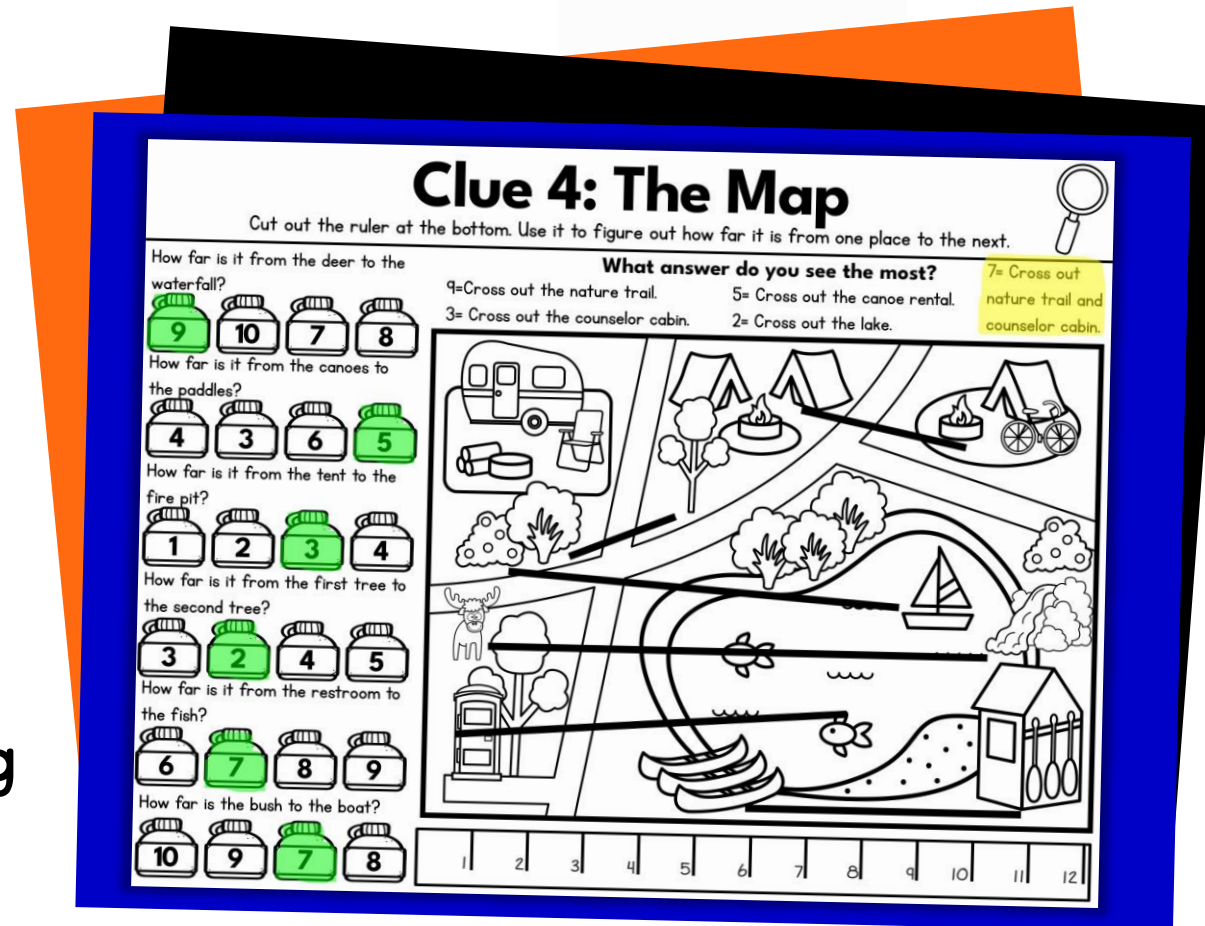 Clue 4: The Map
Cut out the ruler at the bottom. Use it to figure out how far it is from one place to the next.
How far is it from the deer to the
waterfall?
9 10 7 8
How far is it from the canoes to
the paddles?
4 3 6 5
How far is it from the tent to the
fire pit?
1 2 3 4
How far is it from the first tree to
the second tree?
3 2 4 5
How far is it from the restroom to
the fish?
6 7 8 9
How far is the bush to the boat?
10 9 7 8
What answer do you see the most?
9=Cross out the nature trail.
3= Cross out the counselor cabin.
5= Cross out the canoe rental.
2= Cross out the lake.
7= Cross out
nature trail and
counselor cabin.
1 2 3 4 5 6 7 8 9 10 11 12
g